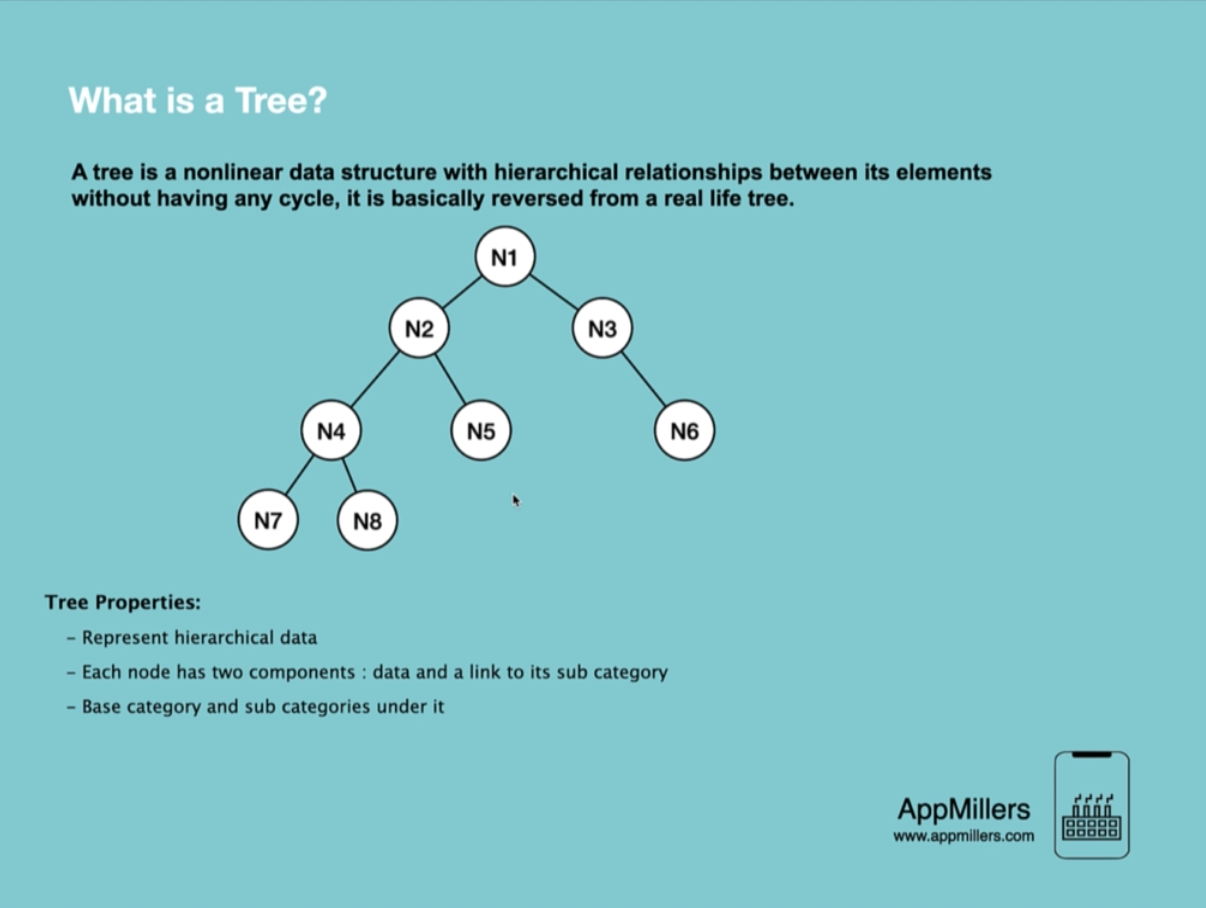 What is a Tree?
A tree is a nonlinear data structure with hierarchical relationships between its elements
without having any cycle, it is basically reversed from a real life tree.
N1
N2
N3
N4
N5
N6
N7
N8
Tree Properties:
– Represent hierarchical data
– Each node has two components : data and a link to its sub category
– Base category and sub categories under it
AppMillers
www.appmillers.com